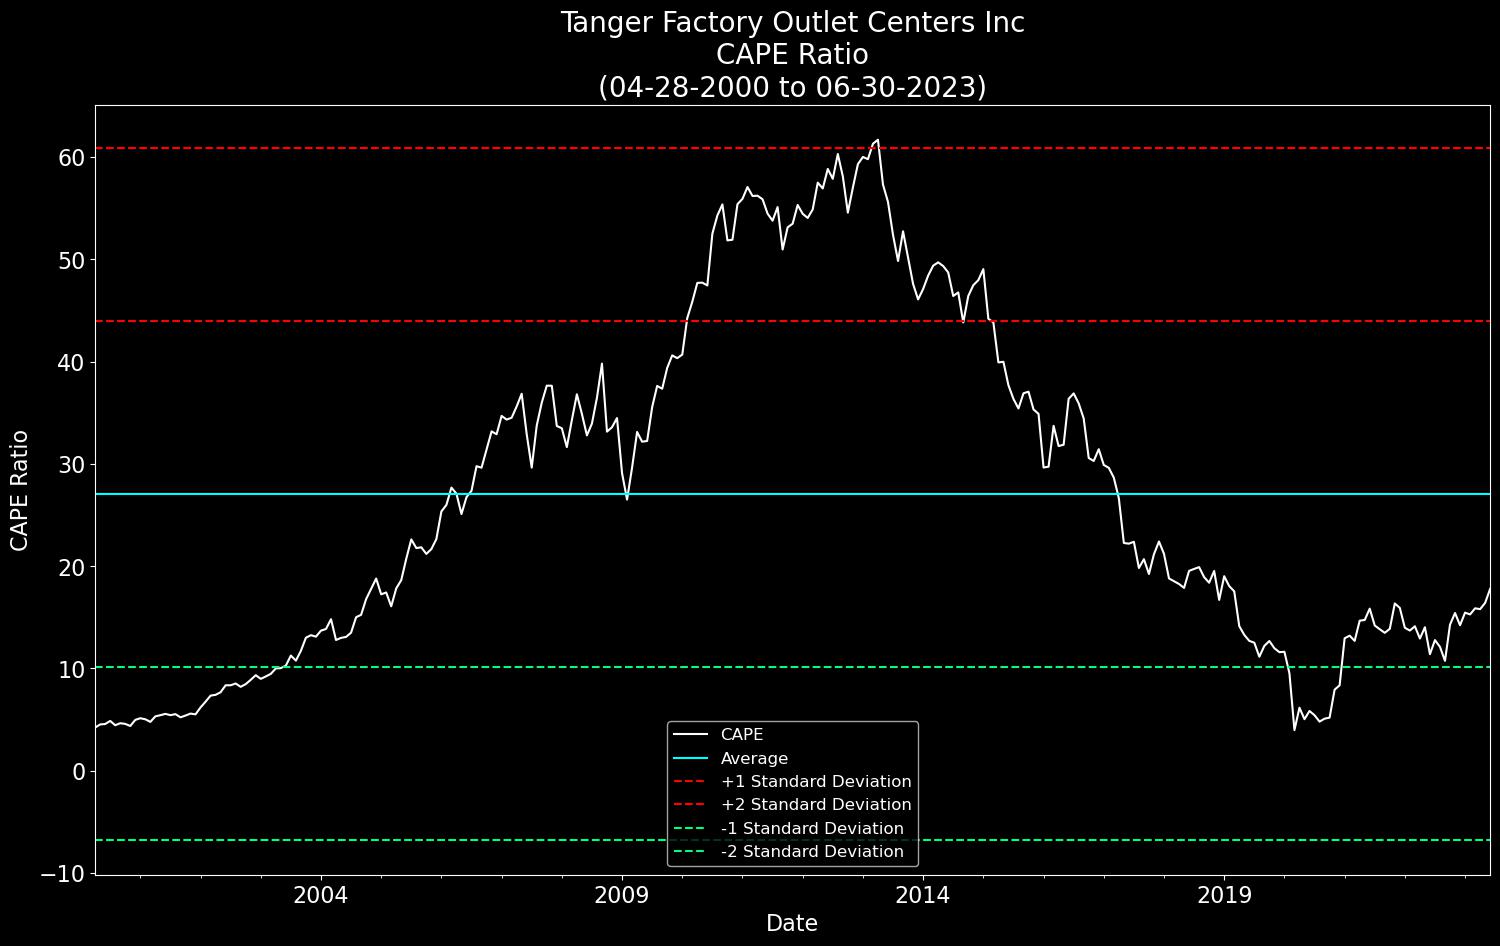 Tanger Factory Outlet Centers Inc
CAPE Ratio
(04-28-2000 to 06-30-2023)
60
50
40
30
20
10
0
−10
CAPE Ratio
CAPE
Average
+1 Standard Deviation
+2 Standard Deviation
-1 Standard Deviation
-2 Standard Deviation
2004
2009
2014
2019
Date